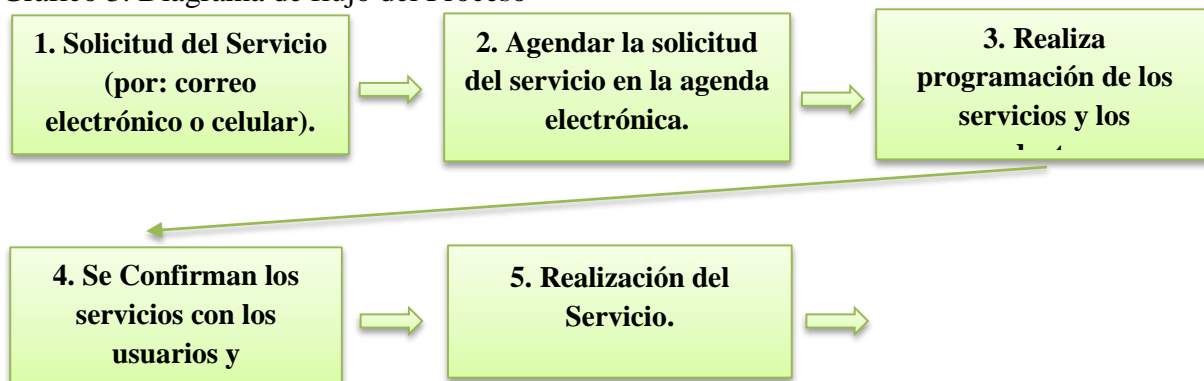 1. Solicitud del Servicio
(por: correo
electrónico o celular).
2. Agendar la solicitud
del servicio en la agenda
electrónica.
3. Realiza
programación de los
servicios y los
4. Se Confirman los
servicios con los
usuarios y
5. Realización del
Servicio.